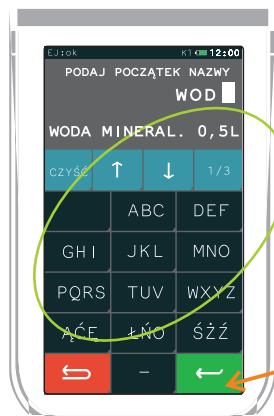 EJ:ok K1 12:00
PODAJ POCZĄTEK NAZWY
WOD
WODA MINERAL. 0,5L
CZYŚĆ ↑ ↓ 1/3
ABC DEF
GHI JKL MNO
PQRS TUV WXYZ
ĄĆĘ ŁŃÓ ŚŹŻ
–